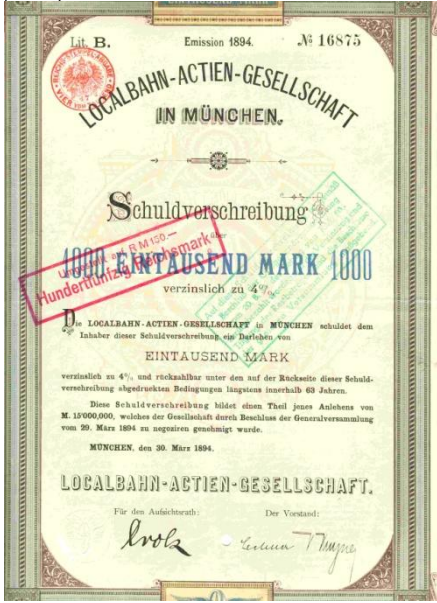 Lit. B. Emission 1894. № 16875
LOCALBAHN-ACTIEN-GESELLSCHAFT
IN MÜNCHEN.
Schuldverschreibung
über
1000 EINTAUSEND MARK 1000
Umgestellt auf RM 150.—
Hundertfünfzig Reichsmark
verzinslich zu 4%.
Die LOCALBAHN-ACTIEN-GESELLSCHAFT in MÜNCHEN schuldet dem
Inhaber dieser Schuldverschreibung ein Darlehen von
EINTAUSEND MARK
verzinslich zu 4% und rückzahlbar unter den auf der Rückseite dieser Schuld-
verschreibung abgedruckten Bedingungen längstens innerhalb 63 Jahren.
Diese Schuldverschreibung bildet einen Theil jenes Anlehens von
M. 15'000,000, welches der Gesellschaft durch Beschluss der Generalversammlung
vom 29. März 1894 zu negoziren genehmigt wurde.
MÜNCHEN, den 30. März 1894.
LOCALBAHN-ACTIEN-GESELLSCHAFT.
Für den Aufsichtsrath: Der Vorstand: